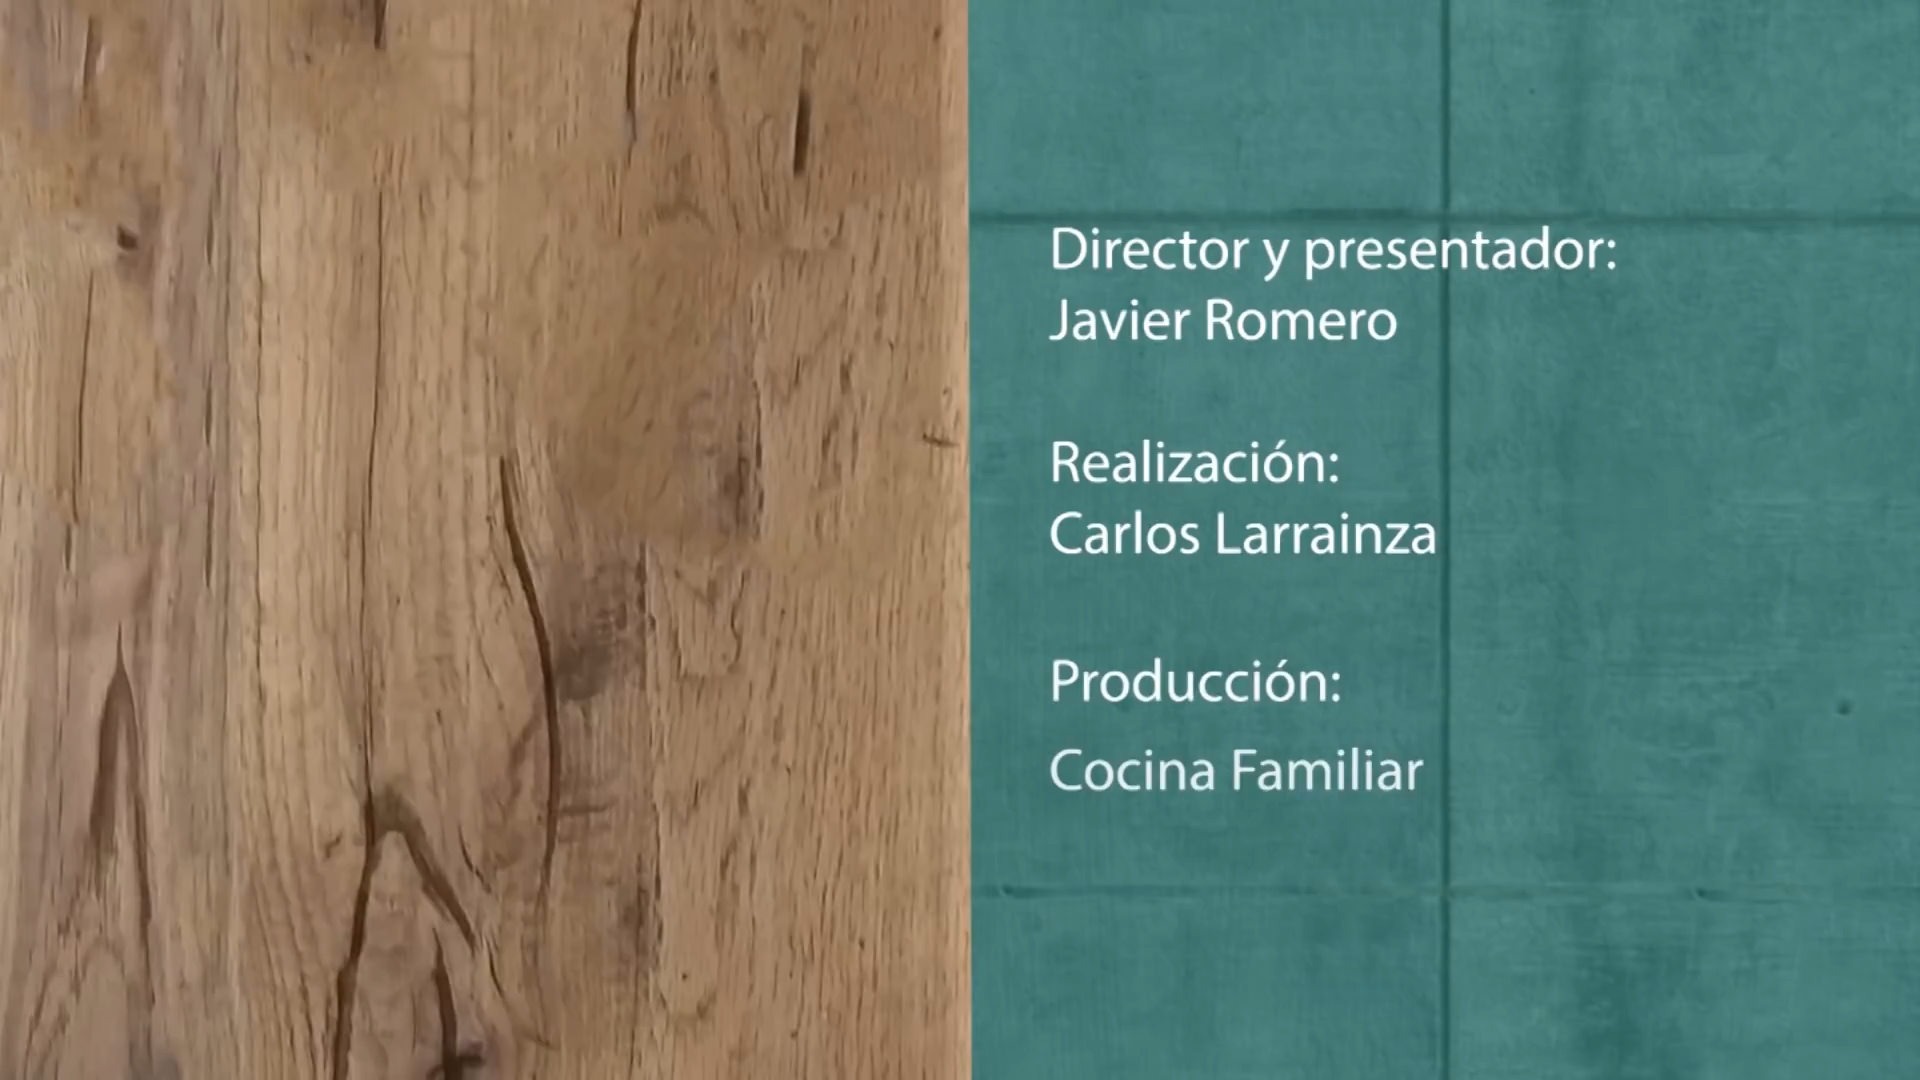 Director y presentador:
Javier Romero
Realización:
Carlos Larrainza
Producción:
Cocina Familiar